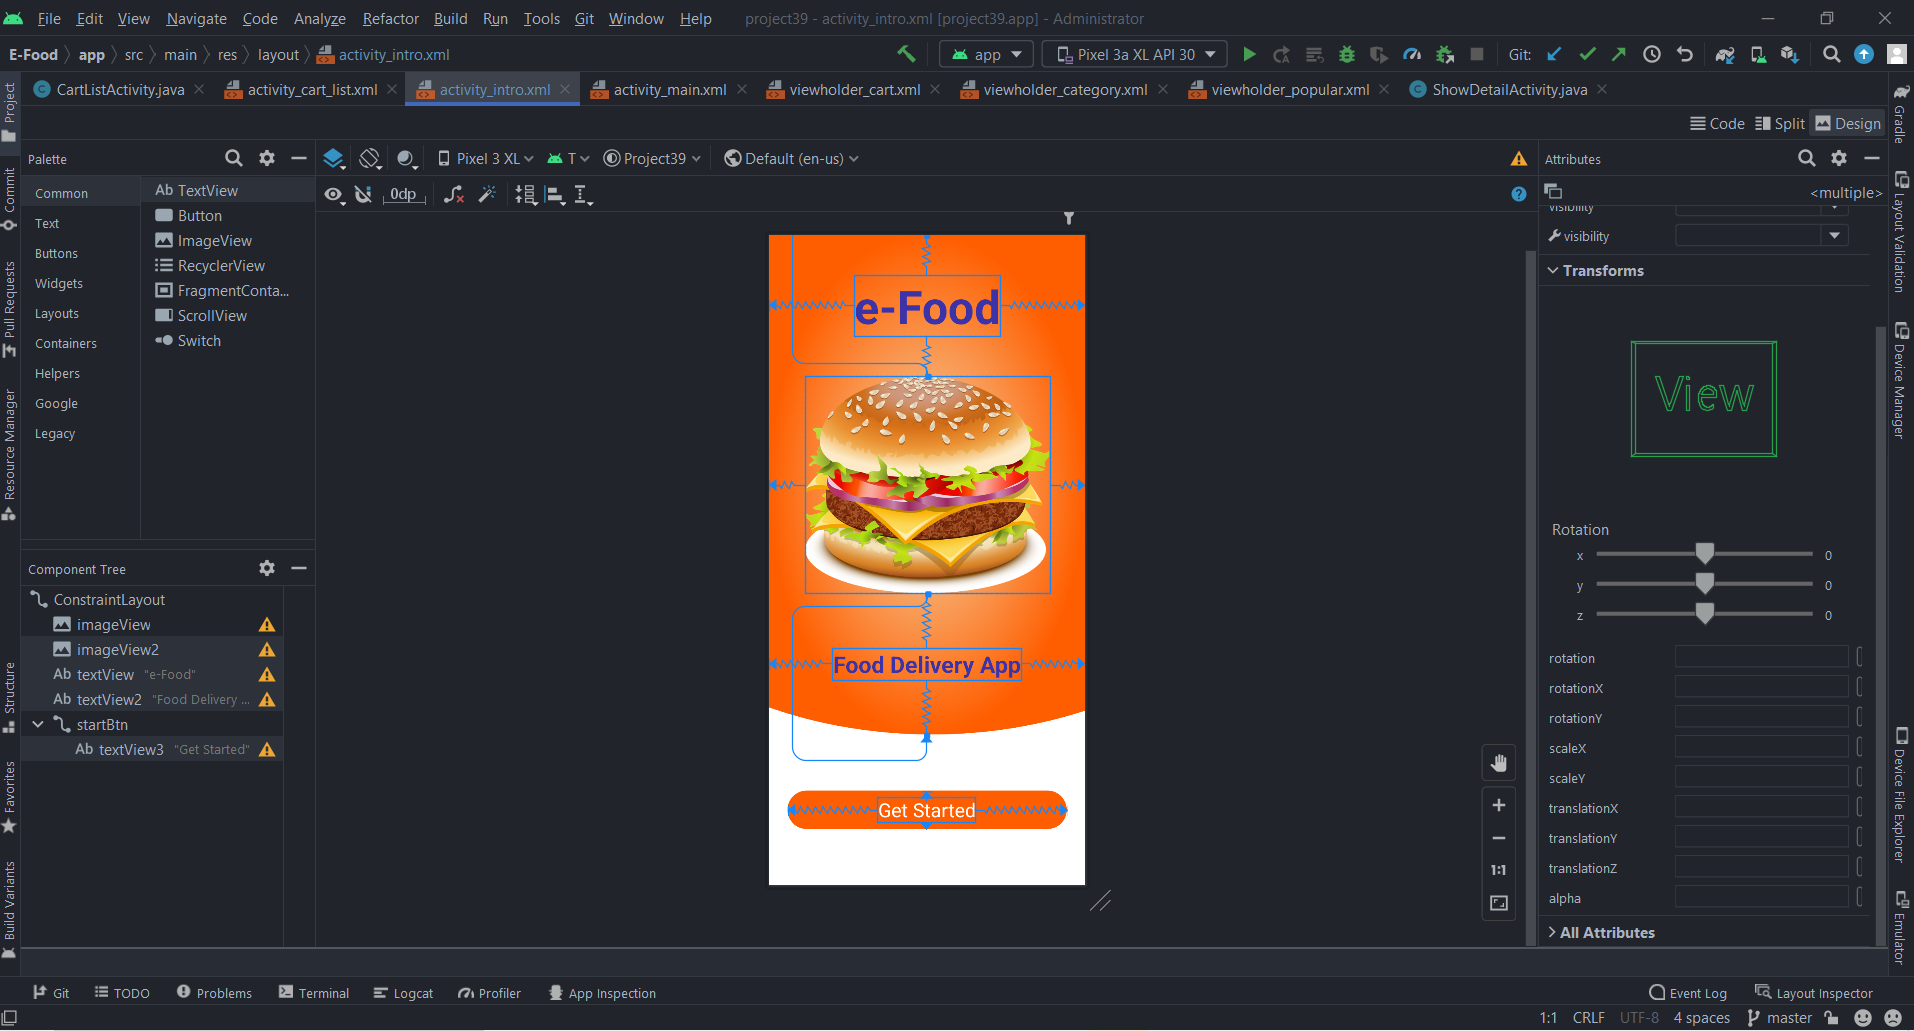 File Edit View Navigate Code Analyze Refactor Build Run Tools Git Window Help project39 - activity_intro.xml [project39.app] - Administrator
E-Food app src main res layout activity_intro.xml app Pixel 3a XL API 30 Git:
CartListActivity.java activity_cart_list.xml activity_intro.xml activity_main.xml viewholder_cart.xml viewholder_category.xml viewholder_popular.xml ShowDetailActivity.java
Code Split Design
Palette
Pixel 3 XL T Project39 Default (en-us)
0dp
Common
Text
Buttons
Widgets
Layouts
Containers
Helpers
Google
Legacy
Ab TextView
Button
ImageView
RecyclerView
FragmentConta...
ScrollView
Switch
Component Tree
ConstraintLayout
imageView
imageView2
Ab textView "e-Food"
Ab textView2 "Food Delivery ...
startBtn
Ab textView3 "Get Started"
e-Food
Food Delivery App
Get Started
1:1
Attributes
<multiple>
visibility
visibility
Transforms
View
Rotation
x 0
y 0
z 0
rotation
rotationX
rotationY
scaleX
scaleY
translationX
translationY
translationZ
alpha
All Attributes
Project
Commit
Pull Requests
Resource Manager
Structure
Favorites
Build Variants
Gradle
Layout Validation
Device Manager
Device File Explorer
Emulator
Git TODO Problems Terminal Logcat Profiler App Inspection Event Log Layout Inspector
1:1 CRLF UTF-8 4 spaces master